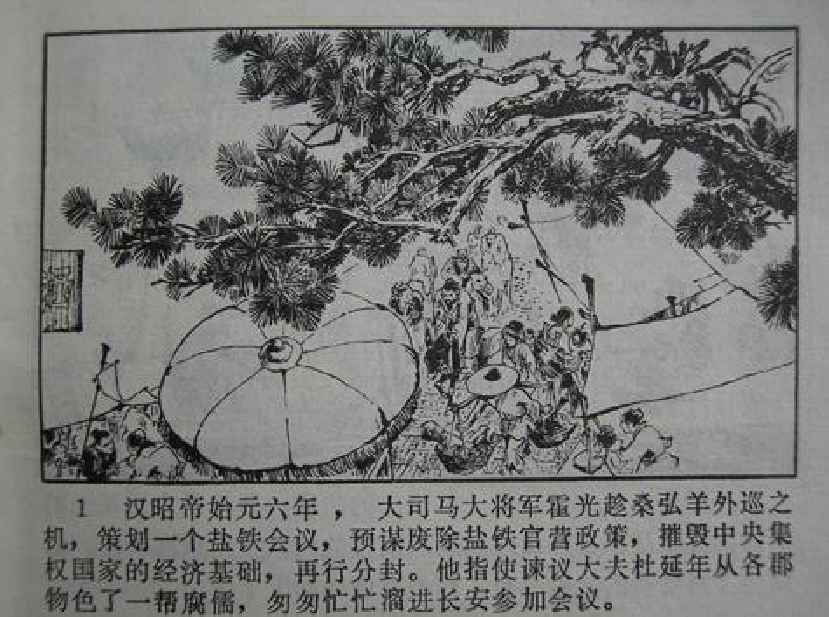 1 汉昭帝始元六年，大司马大将军霍光趁桑弘羊外巡之
机，策划一个盐铁会议，预谋废除盐铁官营政策，摧毁中央集
权国家的经济基础，再行分封。他指使谏议大夫杜延年从各郡
物色了一帮腐儒，匆匆忙忙溜进长安参加会议。